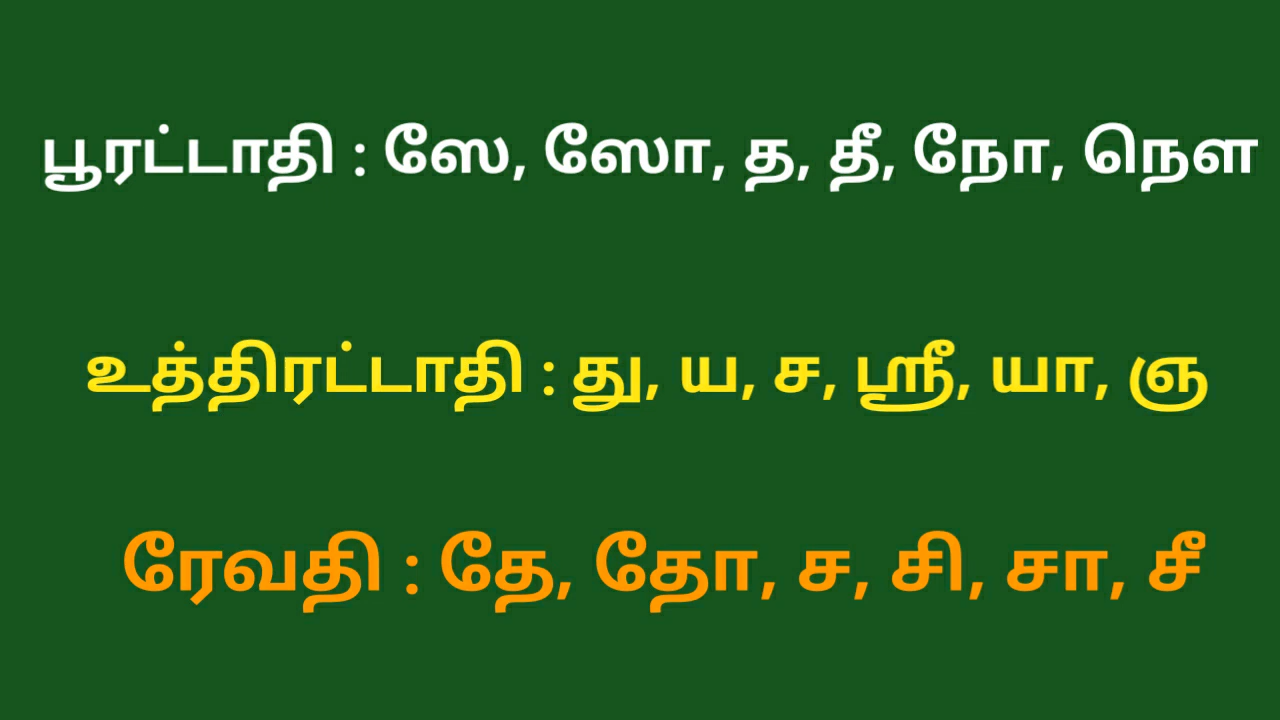 பூரட்டாதி : ஸே, ஸோ, த, தீ, நோ, நௌ
உத்திரட்டாதி : து, ய, ச, ஸ்ரீ, யா, ஞ
ரேவதி : தே, தோ, ச, சி, சா, சீ